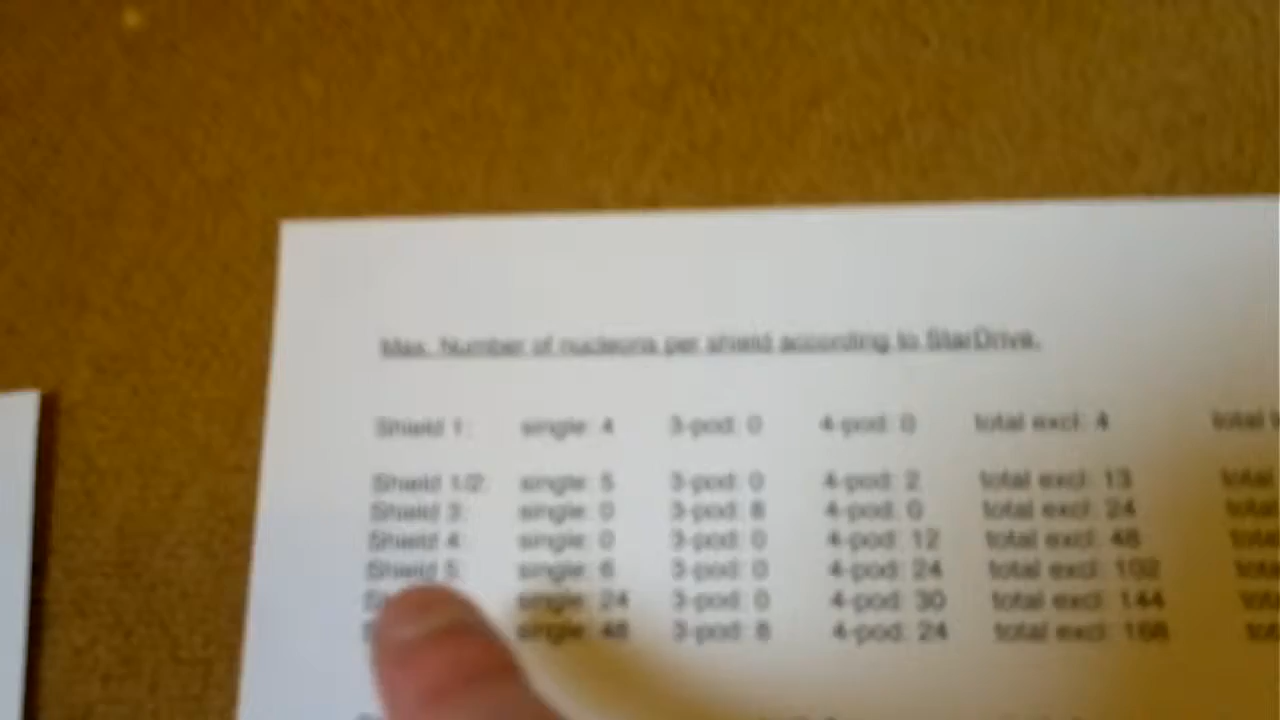 Max. Number of nucleons per shield according to StarDrive.
Shield 1: single: 4 3-pod: 0 4-pod: 0 total excl: 4 total
Shield 1/2: single: 5 3-pod: 0 4-pod: 2 total excl: 13 total
Shield 3: single: 0 3-pod: 8 4-pod: 0 total excl: 24 total
Shield 4: single: 0 3-pod: 0 4-pod: 12 total excl: 48 total
Shield 5: single: 6 3-pod: 0 4-pod: 24 total excl: 102 total
single: 24 3-pod: 0 4-pod: 30 total excl: 144
single: 48 3-pod: 8 4-pod: 24 total excl: 168